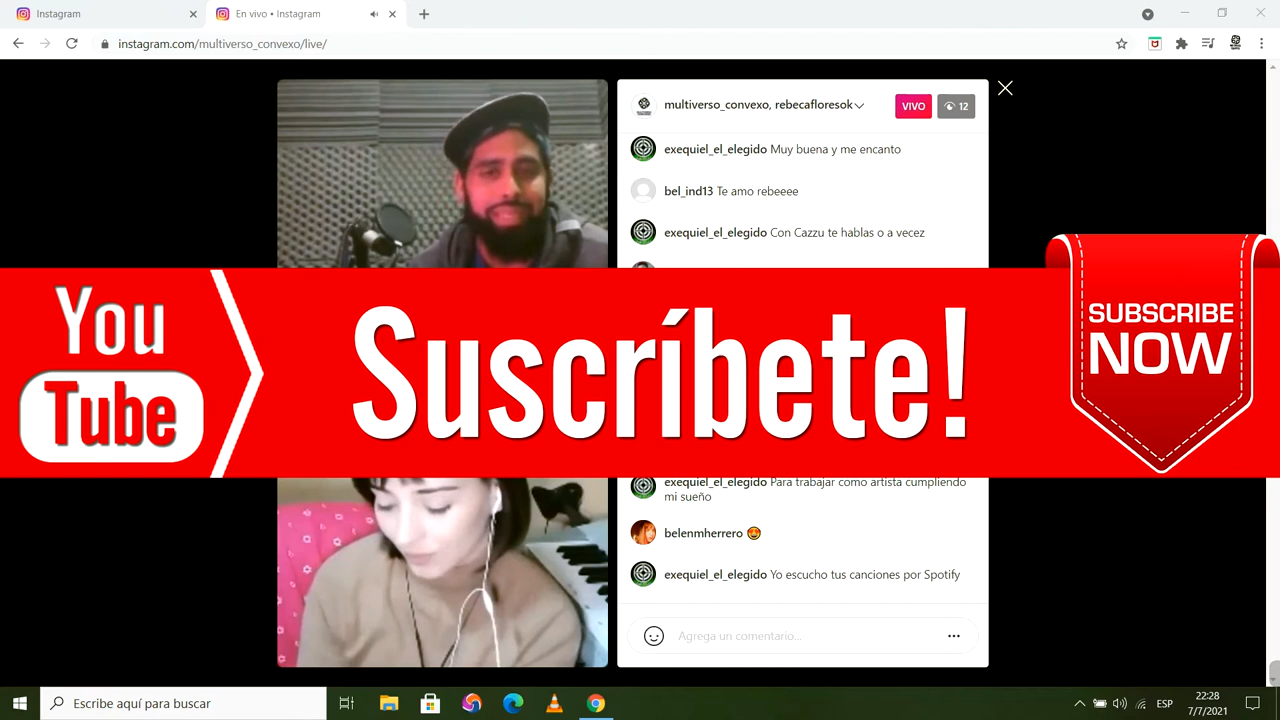 Instagram
En vivo • Instagram
instagram.com/multiverso_convexo/live/
multiverso_convexo, rebecafloresok
VIVO
12
exequiel_el_elegido Muy buena y me encanto
bel_ind13 Te amo rebeeee
exequiel_el_elegido Con Cazzu te hablas o a vecez
You
Tube
Suscríbete!
SUBSCRIBE
NOW
exequiel_el_elegido Para trabajar como artista cumpliendo
mi sueño
belenmherrero
exequiel_el_elegido Yo escucho tus canciones por Spotify
Agrega un comentario...
Escribe aquí para buscar
ESP
22:28
7/7/2021